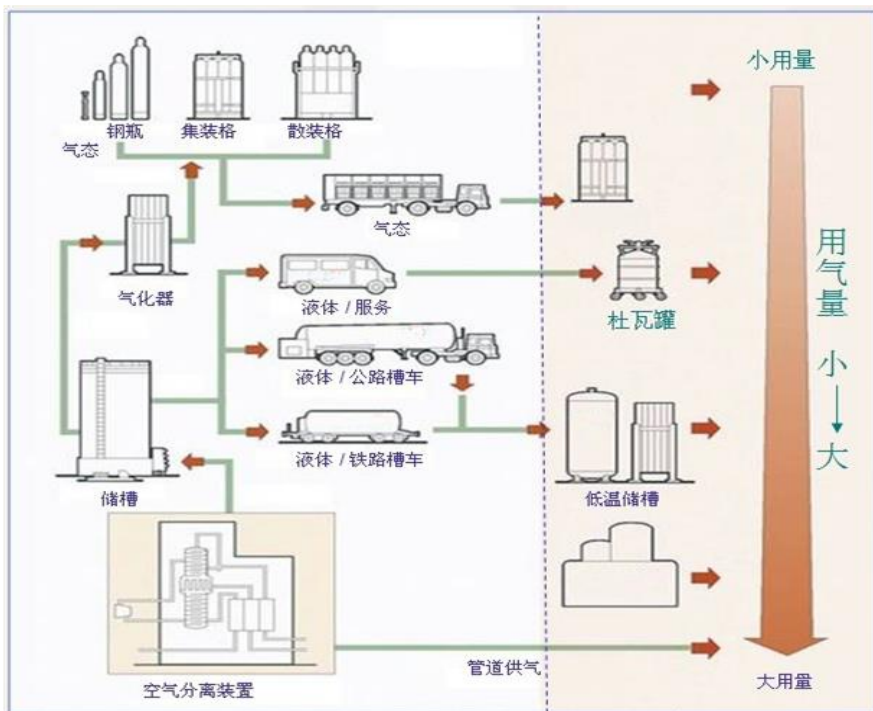 小用量
钢瓶
集装格
散装格
气态
气态
用气量 小→大
气化器
液体 / 服务
杜瓦罐
液体 / 公路槽车
液体 / 铁路槽车
储槽
低温储槽
管道供气
空气分离装置
大用量